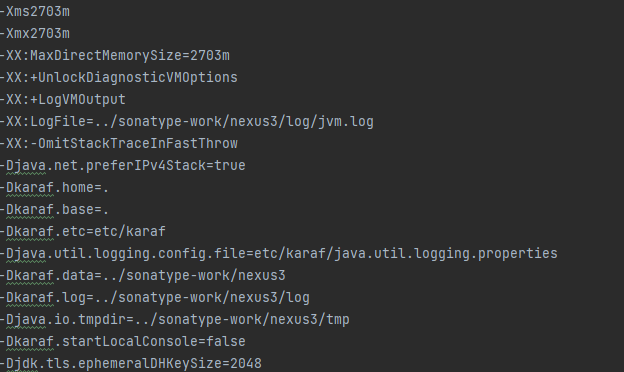 -Xms2703m
-Xmx2703m
-XX:MaxDirectMemorySize=2703m
-XX:+UnlockDiagnosticVMOptions
-XX:+LogVMOutput
-XX:LogFile=../sonatype-work/nexus3/log/jvm.log
-XX:-OmitStackTraceInFastThrow
-Djava.net.preferIPv4Stack=true
-Dkaraf.home=.
-Dkaraf.base=.
-Dkaraf.etc=etc/karaf
-Djava.util.logging.config.file=etc/karaf/java.util.logging.properties
-Dkaraf.data=../sonatype-work/nexus3
-Dkaraf.log=../sonatype-work/nexus3/log
-Djava.io.tmpdir=../sonatype-work/nexus3/tmp
-Dkaraf.startLocalConsole=false
-Djdk.tls.ephemeralDHKeySize=2048